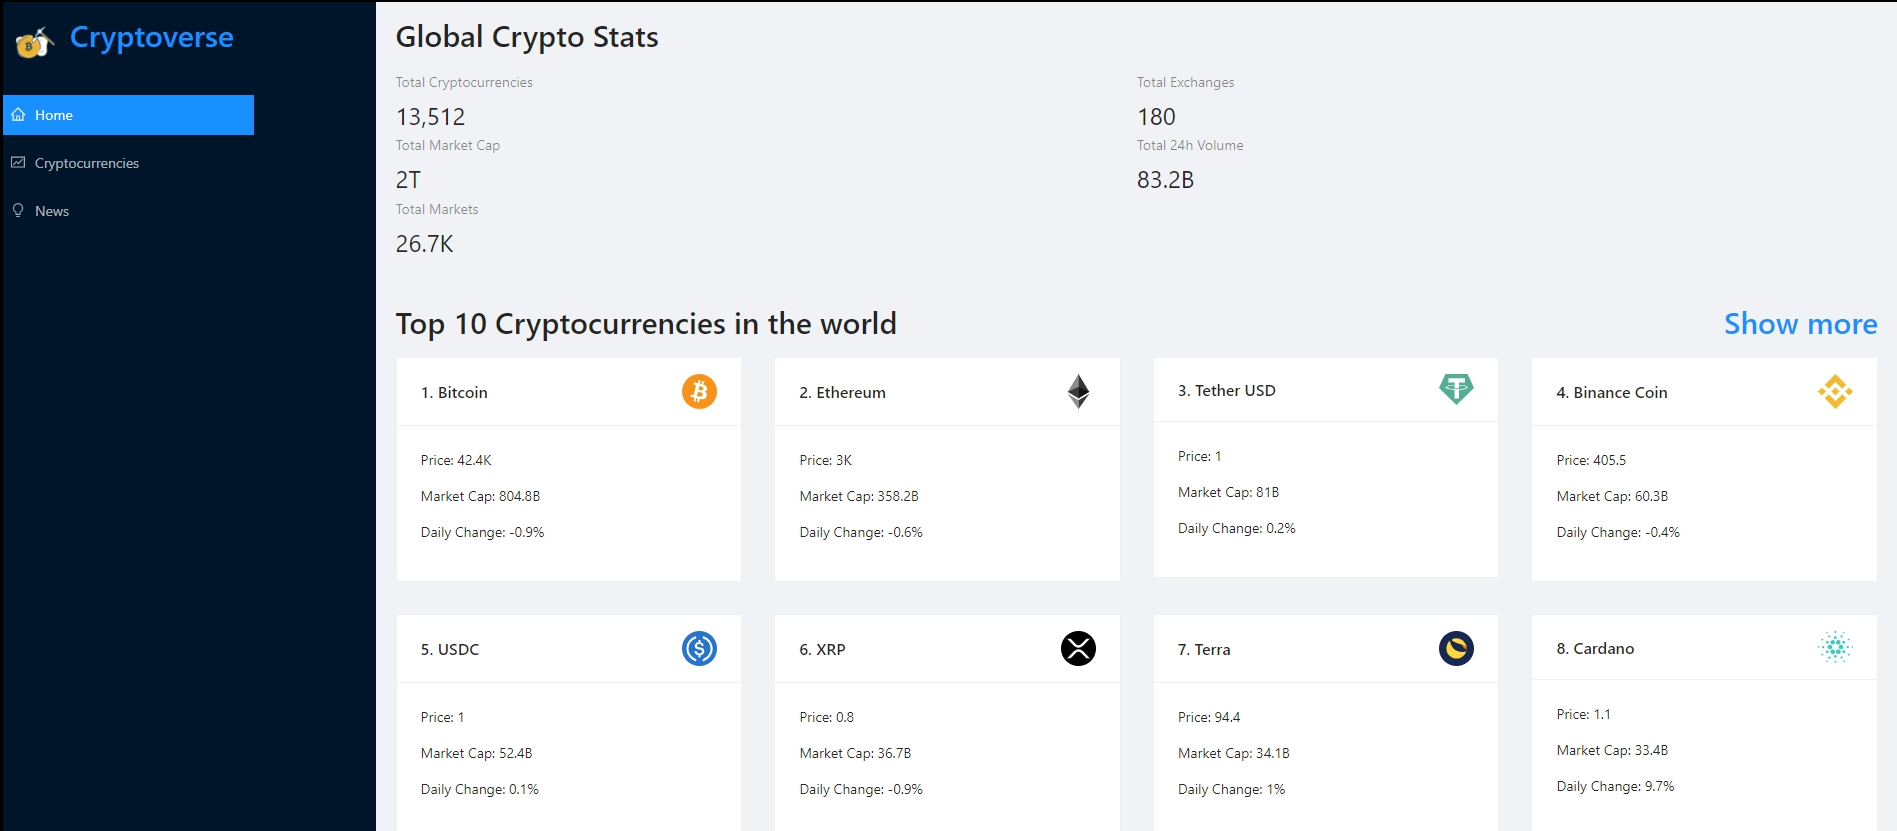 Cryptoverse
Home
Cryptocurrencies
News
Global Crypto Stats
Total Cryptocurrencies
13,512
Total Exchanges
180
Total Market Cap
2T
Total 24h Volume
83.2B
Total Markets
26.7K
Top 10 Cryptocurrencies in the world
Show more
1. Bitcoin
Price: 42.4K
Market Cap: 804.8B
Daily Change: -0.9%
2. Ethereum
Price: 3K
Market Cap: 358.2B
Daily Change: -0.6%
3. Tether USD
Price: 1
Market Cap: 81B
Daily Change: 0.2%
4. Binance Coin
Price: 405.5
Market Cap: 60.3B
Daily Change: -0.4%
5. USDC
Price: 1
Market Cap: 52.4B
Daily Change: 0.1%
6. XRP
Price: 0.8
Market Cap: 36.7B
Daily Change: -0.9%
7. Terra
Price: 94.4
Market Cap: 34.1B
Daily Change: 1%
8. Cardano
Price: 1.1
Market Cap: 33.4B
Daily Change: 9.7%